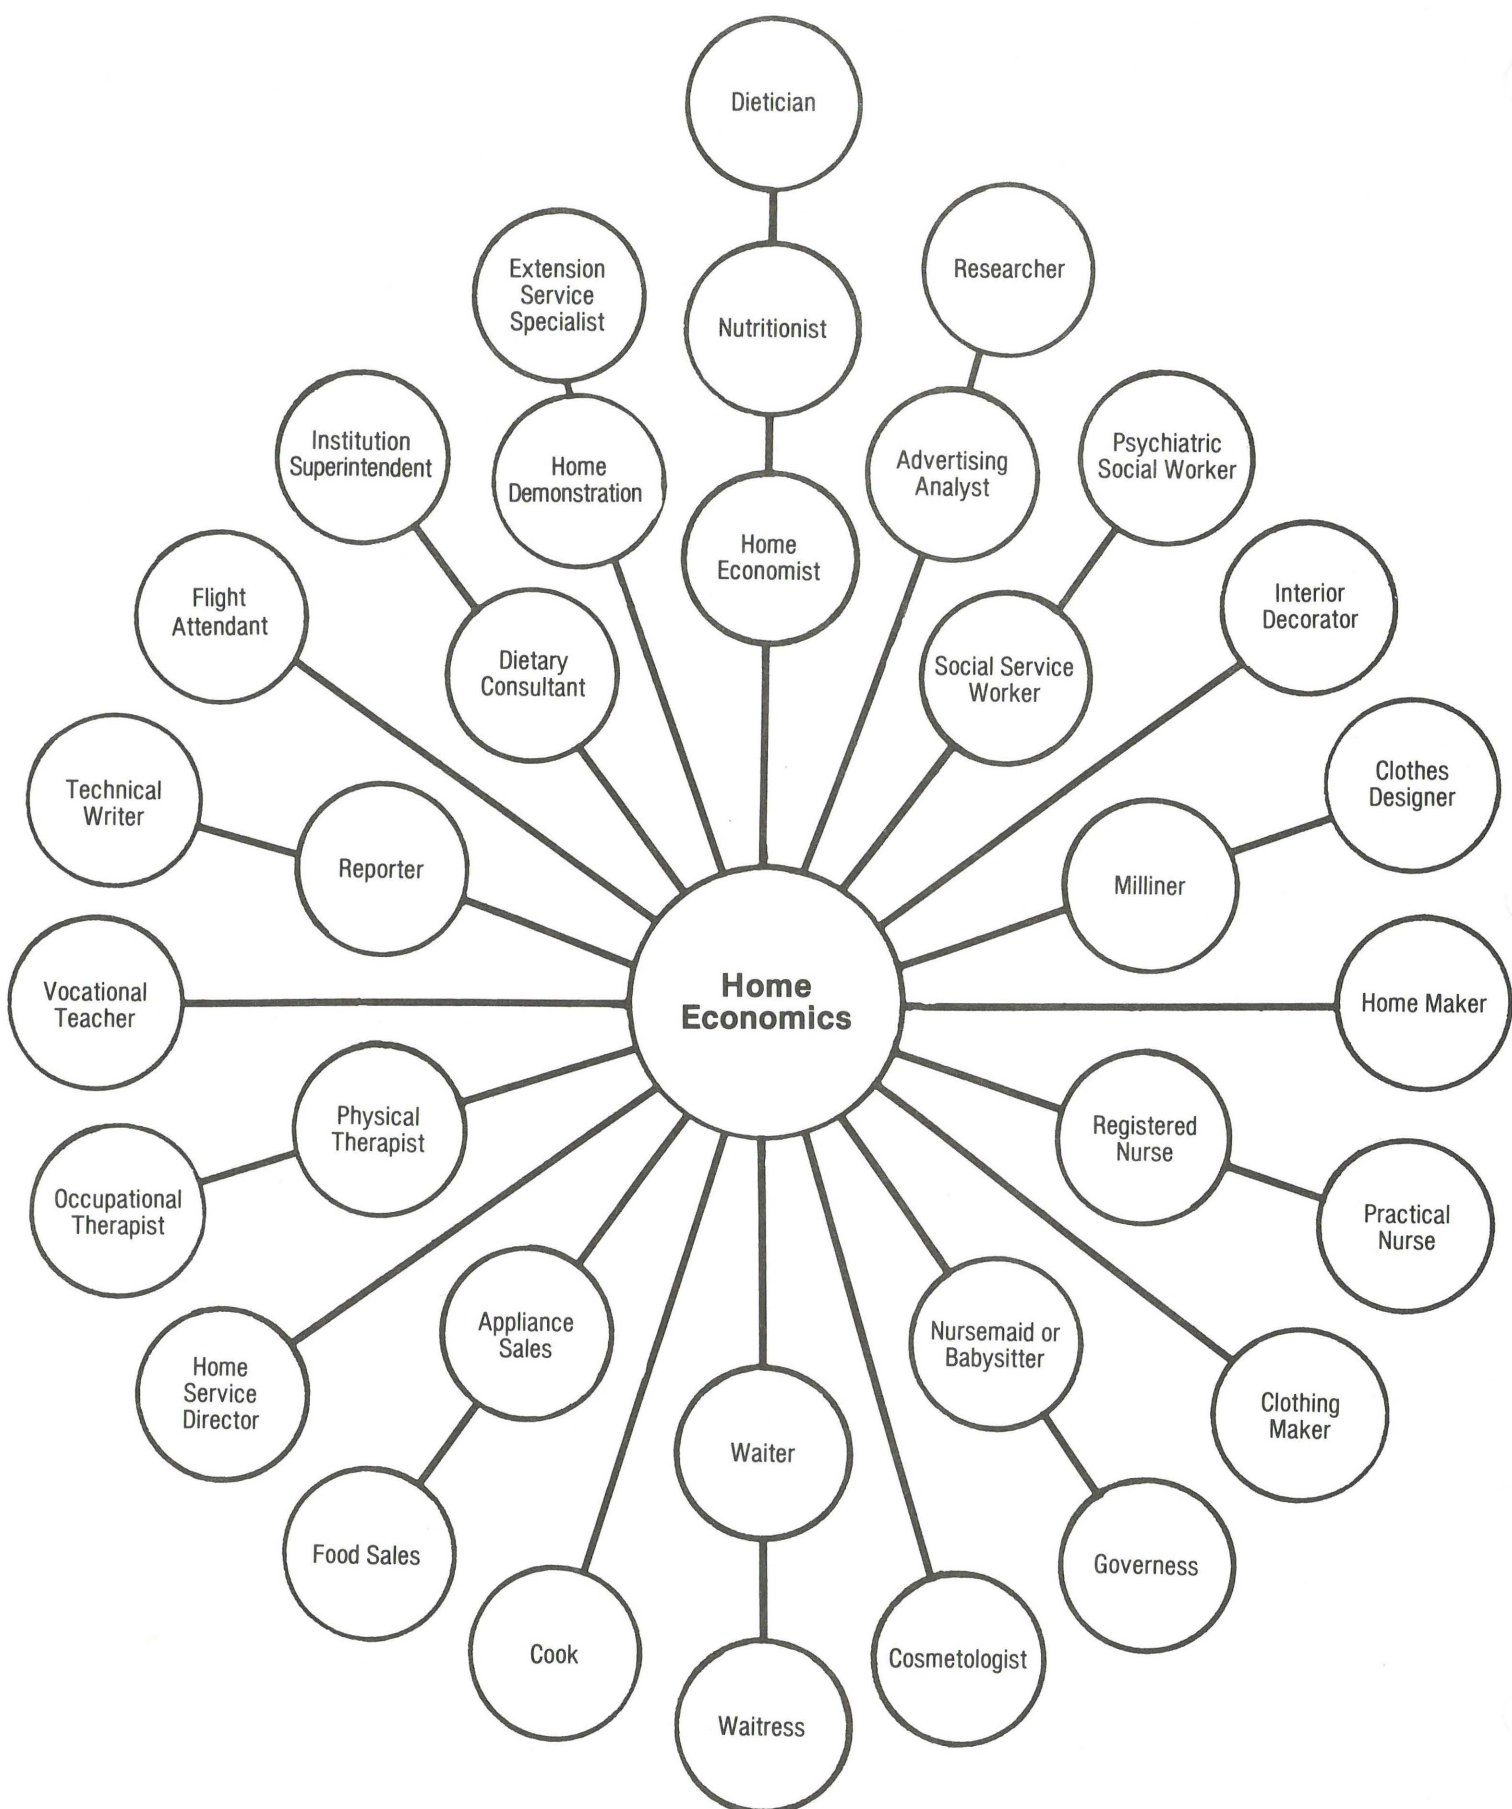 Dietician
Extension
Service
Specialist
Nutritionist
Researcher
Institution
Superintendent
Home
Demonstration
Advertising
Analyst
Psychiatric
Social Worker
Home
Economist
Flight
Attendant
Dietary
Consultant
Social Service
Worker
Interior
Decorator
Technical
Writer
Reporter
Milliner
Clothes
Designer
Vocational
Teacher
Home
Economics
Home Maker
Occupational
Therapist
Physical
Therapist
Registered
Nurse
Practical
Nurse
Home
Service
Director
Appliance
Sales
Nursemaid or
Babysitter
Clothing
Maker
Food Sales
Waiter
Governess
Cook
Cosmetologist
Waitress